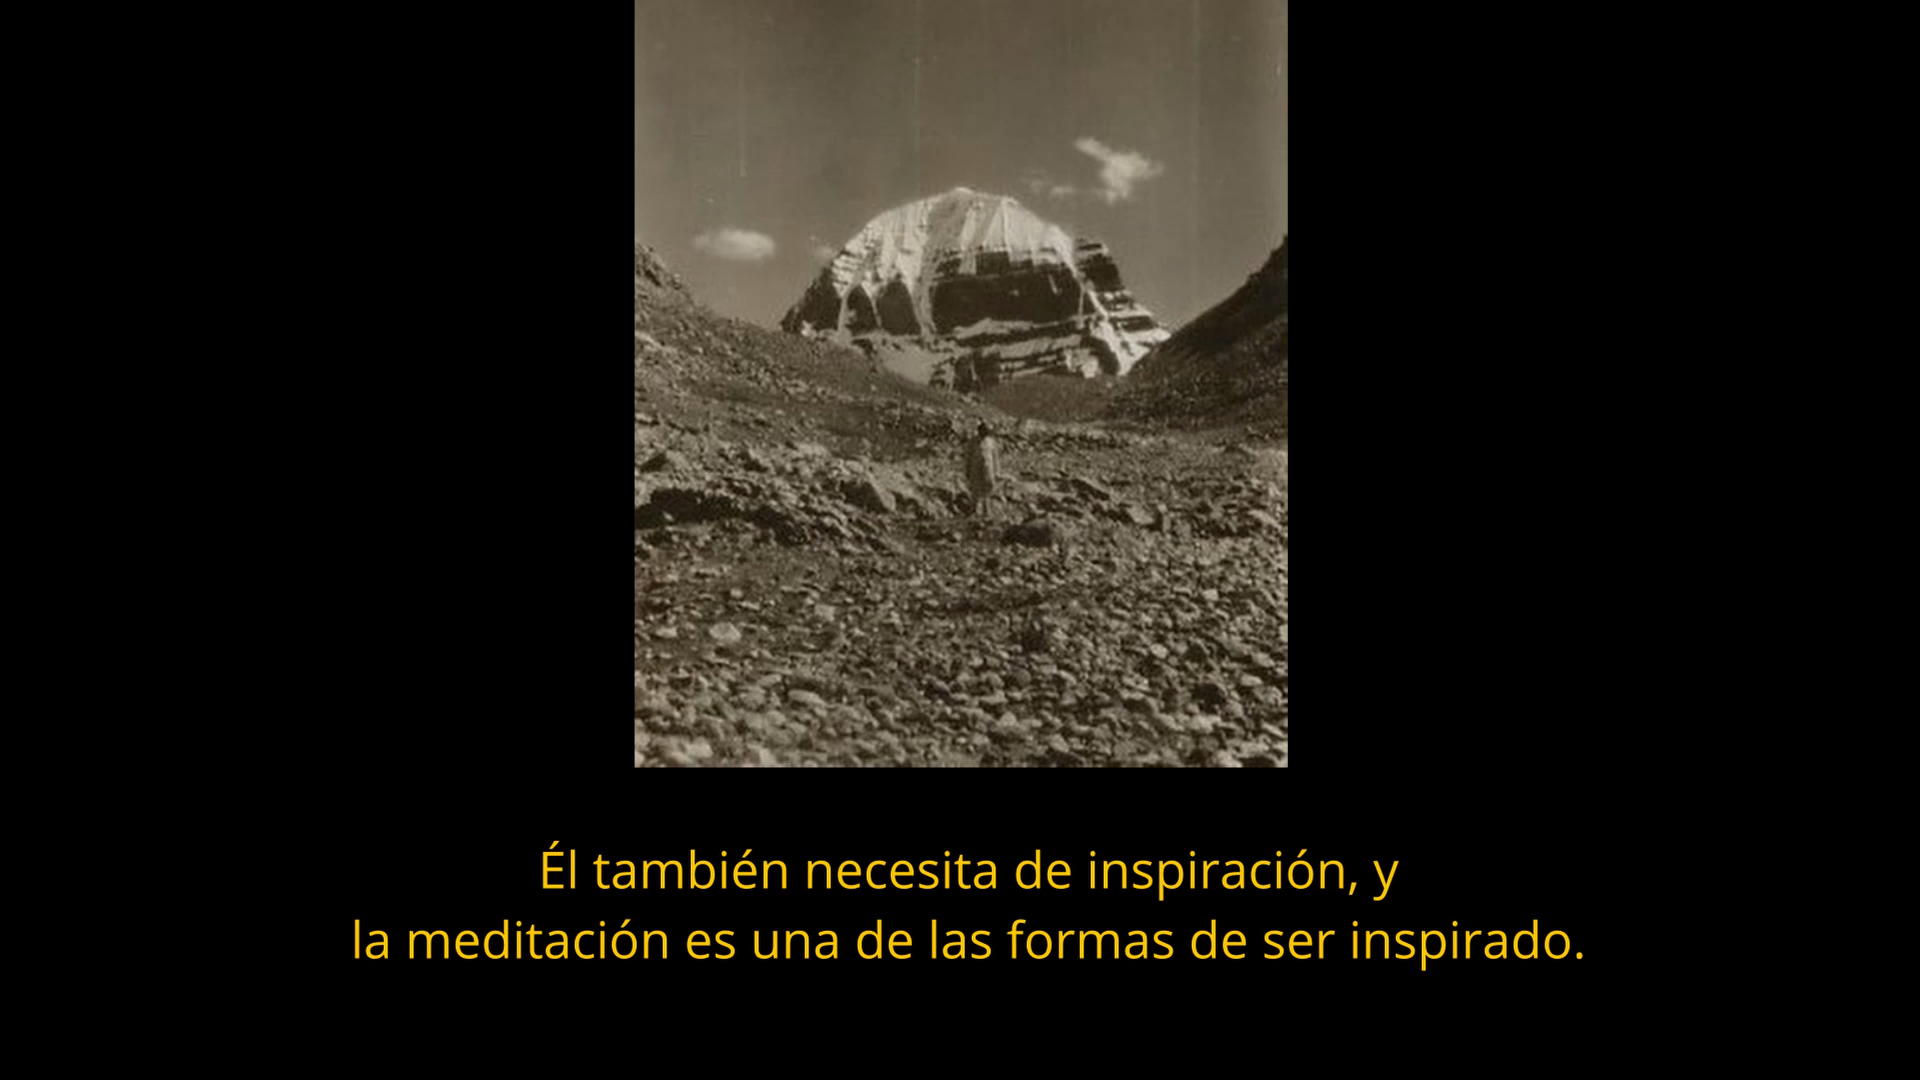 Él también necesita de inspiración, y
la meditación es una de las formas de ser inspirado.